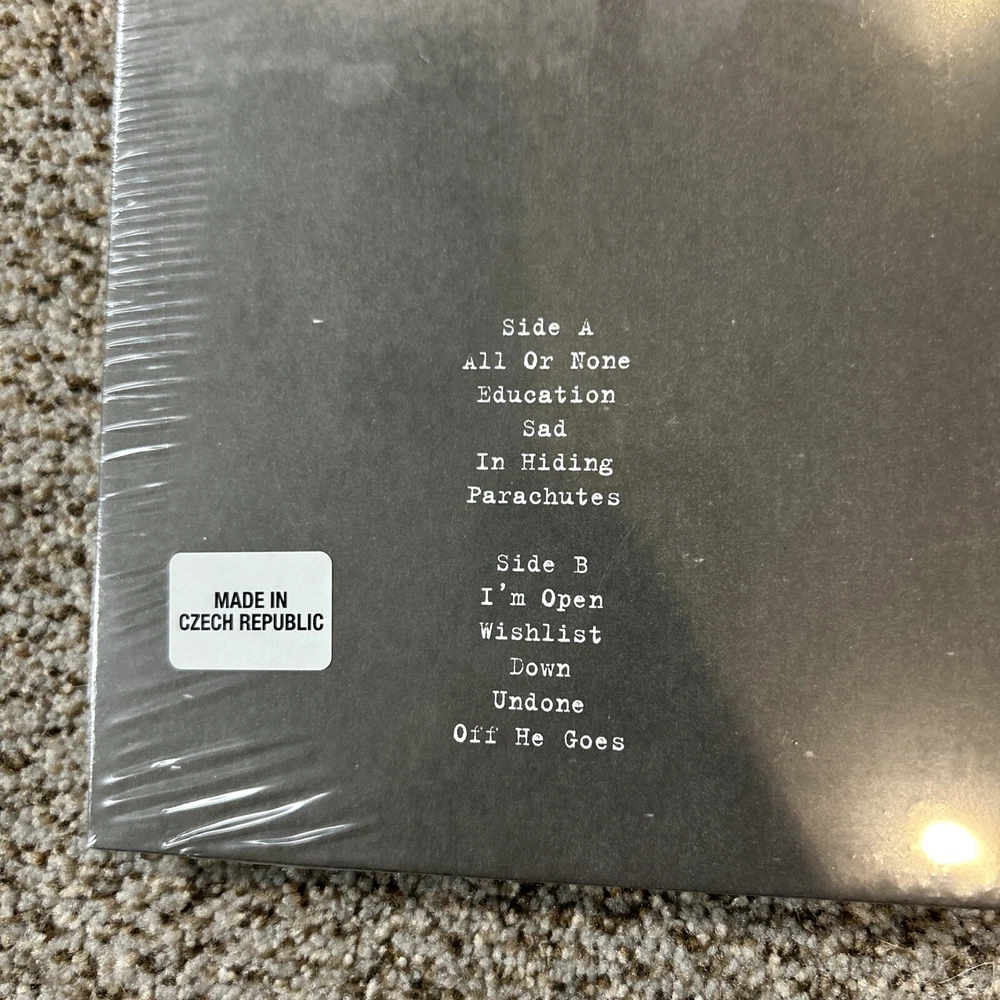 Side A
All Or None
Education
Sad
In Hiding
Parachutes
Side B
I'm Open
Wishlist
Down
Undone
Off He Goes
MADE IN
CZECH REPUBLIC